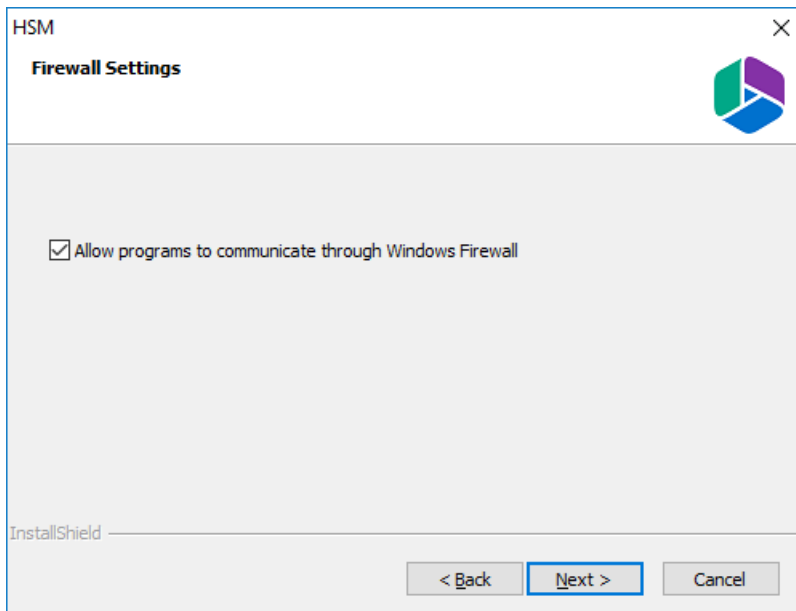 HSM
Firewall Settings
Allow programs to communicate through Windows Firewall
InstallShield
< Back
Next >
Cancel